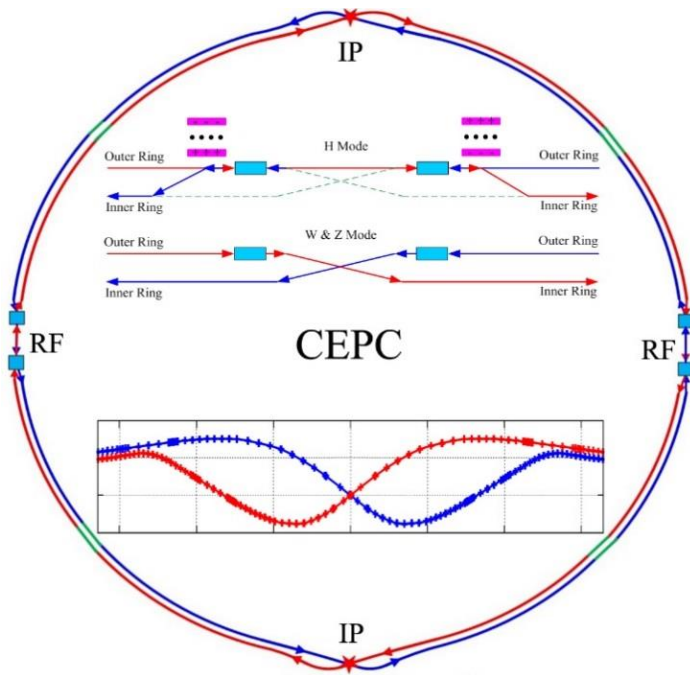 IP
H Mode
Outer Ring
Outer Ring
Inner Ring
Inner Ring
W & Z Mode
Outer Ring
Outer Ring
Inner Ring
Inner Ring
RF
CEPC
RF
IP